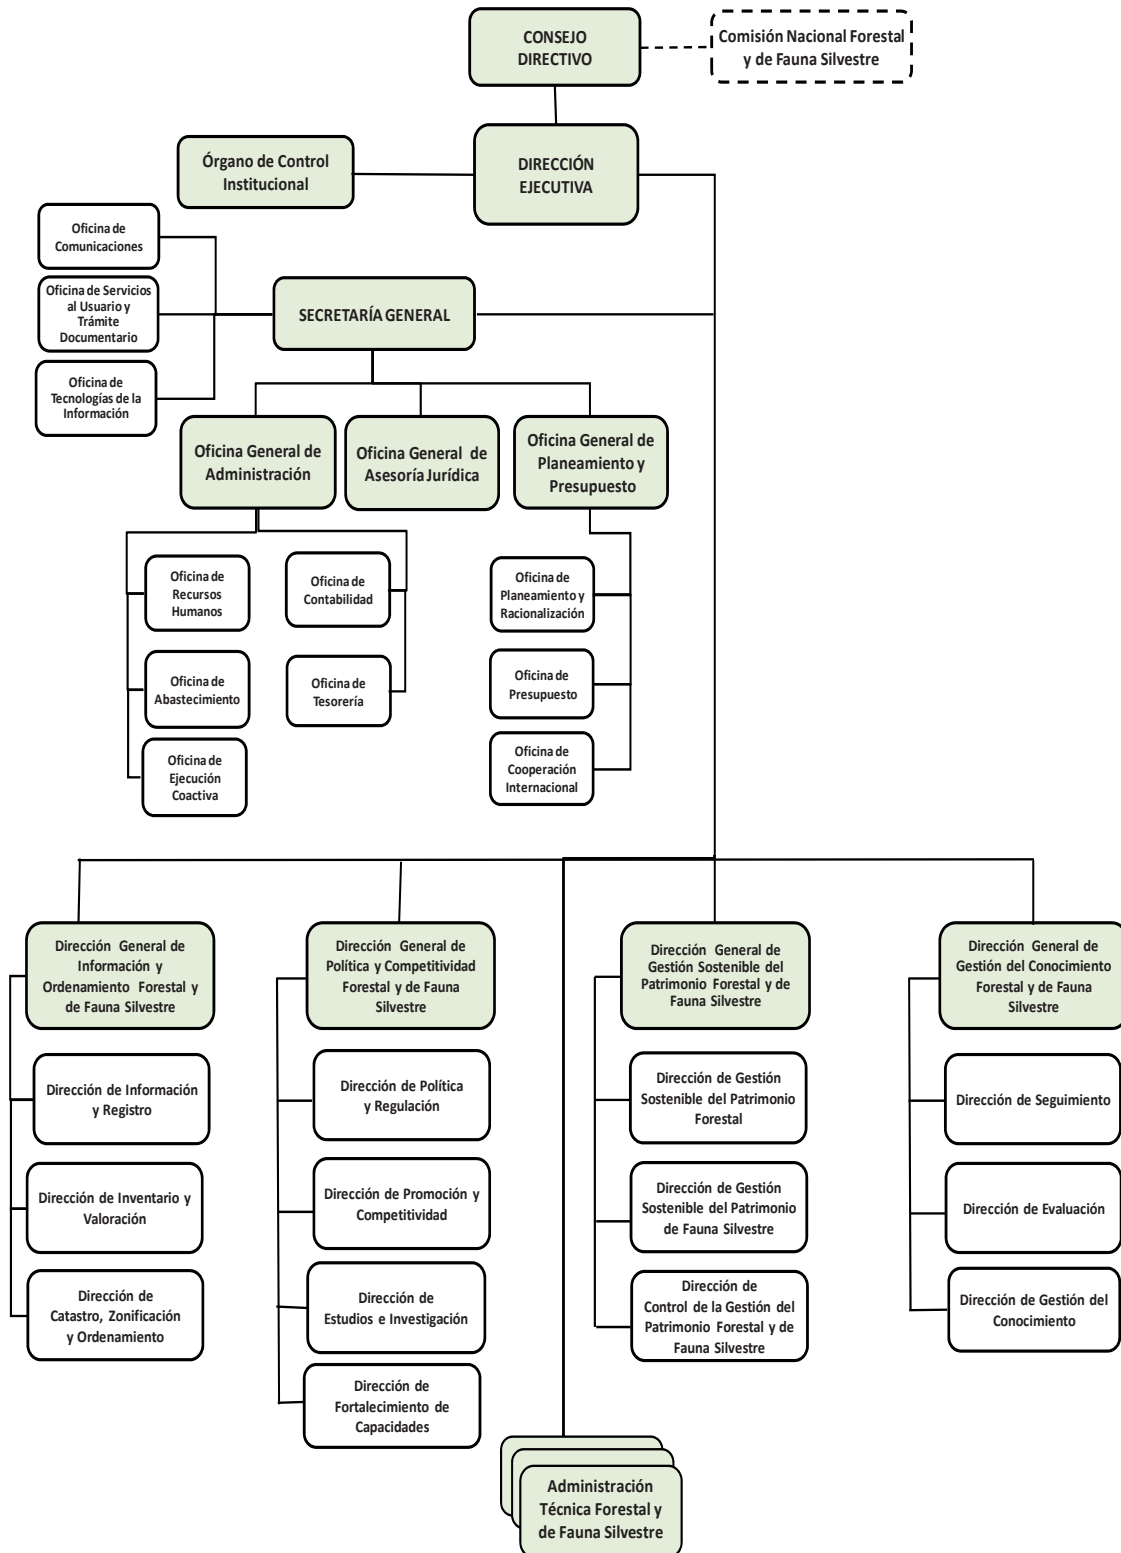 CONSEJO
DIRECTIVO
Comisión Nacional Forestal
y de Fauna Silvestre
Órgano de Control
Institucional
DIRECCIÓN
EJECUTIVA
Oficina de
Comunicaciones
Oficina de Servicios
al Usuario y
Trámite
Documentario
Oficina de
Tecnologías de la
Información
SECRETARÍA GENERAL
Oficina General de
Administración
Oficina General de
Asesoría Jurídica
Oficina General de
Planeamiento y
Presupuesto
Oficina de
Recursos
Humanos
Oficina de
Contabilidad
Oficina de
Planeamiento y
Racionalización
Oficina de
Abastecimiento
Oficina de
Tesorería
Oficina de
Presupuesto
Oficina de
Ejecución
Coactiva
Oficina de
Cooperación
Internacional
Dirección General de
Información y
Ordenamiento Forestal y
de Fauna Silvestre
Dirección General de
Política y Competitividad
Forestal y de Fauna
Silvestre
Dirección General de
Gestión Sostenible del
Patrimonio Forestal y de
Fauna Silvestre
Dirección General de
Gestión del Conocimiento
Forestal y de Fauna
Silvestre
Dirección de Información
y Registro
Dirección de Política
y Regulación
Dirección de Gestión
Sostenible del Patrimonio
Forestal
Dirección de Seguimiento
Dirección de Inventario y
Valoración
Dirección de Promoción y
Competitividad
Dirección de Gestión
Sostenible del Patrimonio
de Fauna Silvestre
Dirección de Evaluación
Dirección de
Catastro, Zonificación
y Ordenamiento
Dirección de
Estudios e Investigación
Dirección de
Control de la Gestión del
Patrimonio Forestal y de
Fauna Silvestre
Dirección de Gestión del
Conocimiento
Dirección de
Fortalecimiento de
Capacidades
Administración
Técnica Forestal y
de Fauna Silvestre